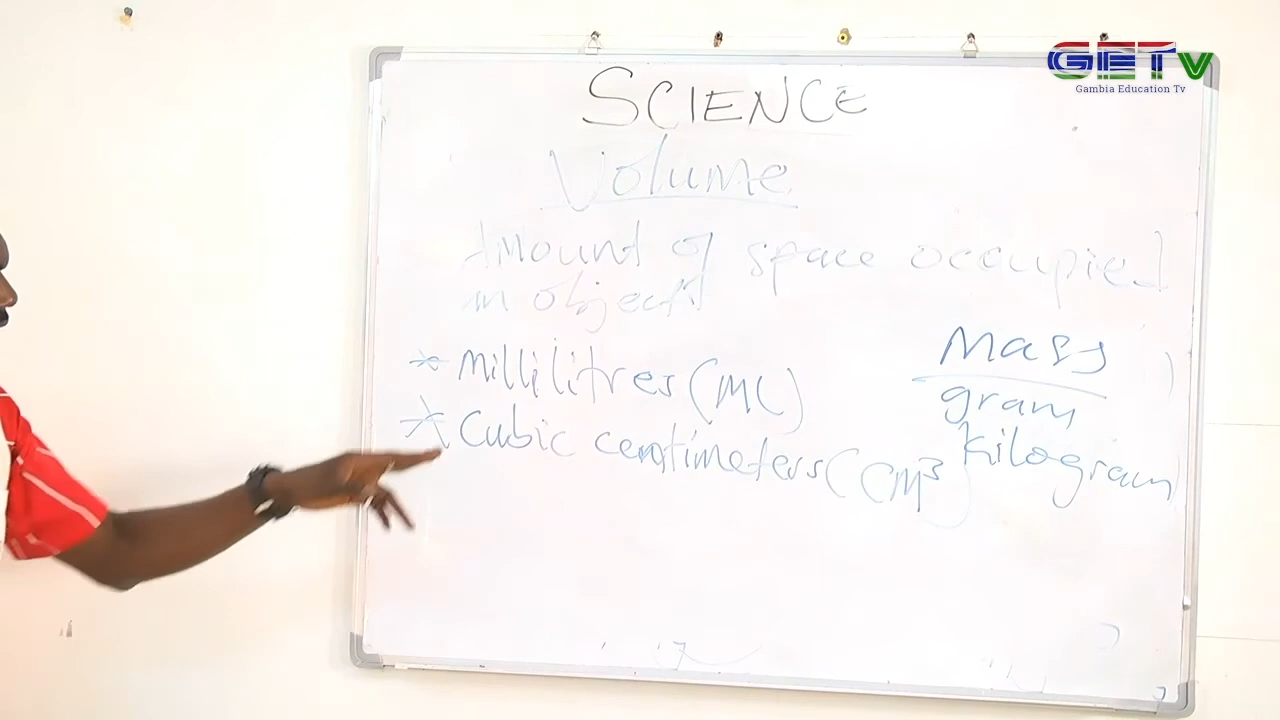 GETv
Gambia Education Tv
SCIENCE
Volume
Amount of space occupied
in object
* Millilitres (ML)
* Cubic centimeters (cm³)
Mass
gram
kilogram